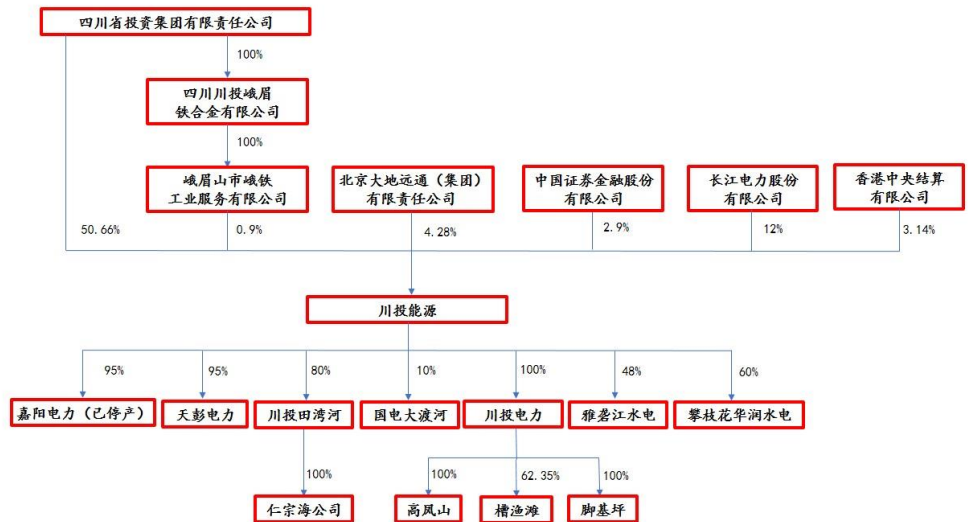 四川省投资集团有限责任公司
100%
四川川投峨眉
铁合金有限公司
100%
峨眉山市峨铁
工业服务有限公司
北京大地远通（集团）
有限责任公司
中国证券金融股份
有限公司
长江电力股份
有限公司
香港中央结算
有限公司
50.66%
0.9%
4.28%
2.9%
12%
3.14%
川投能源
95%
95%
80%
10%
100%
48%
60%
嘉阳电力（已停产）
天彭电力
川投田湾河
国电大渡河
川投电力
雅砻江水电
攀枝花华润水电
100%
100%
62.35%
100%
仁宗海公司
高凤山
槽渔滩
脚基坪